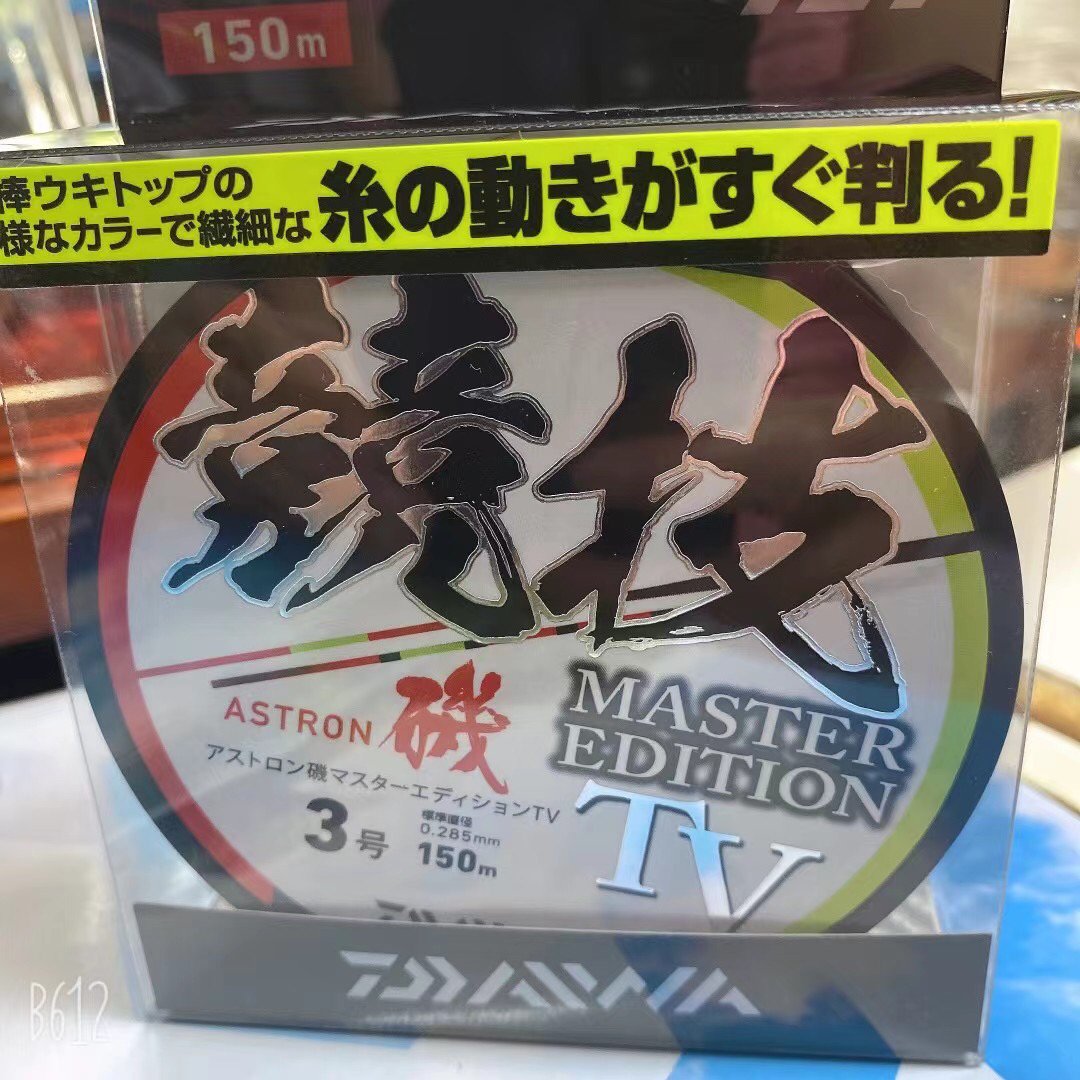 150m
棒ウキトップの
様なカラーで繊細な
糸の動きがすぐ判る!
競技
ASTRON 磯
MASTER
EDITION
TV
アストロン磯マスターエディションTV
3号
標準直径
0.285mm
150m
DAIWA
B612